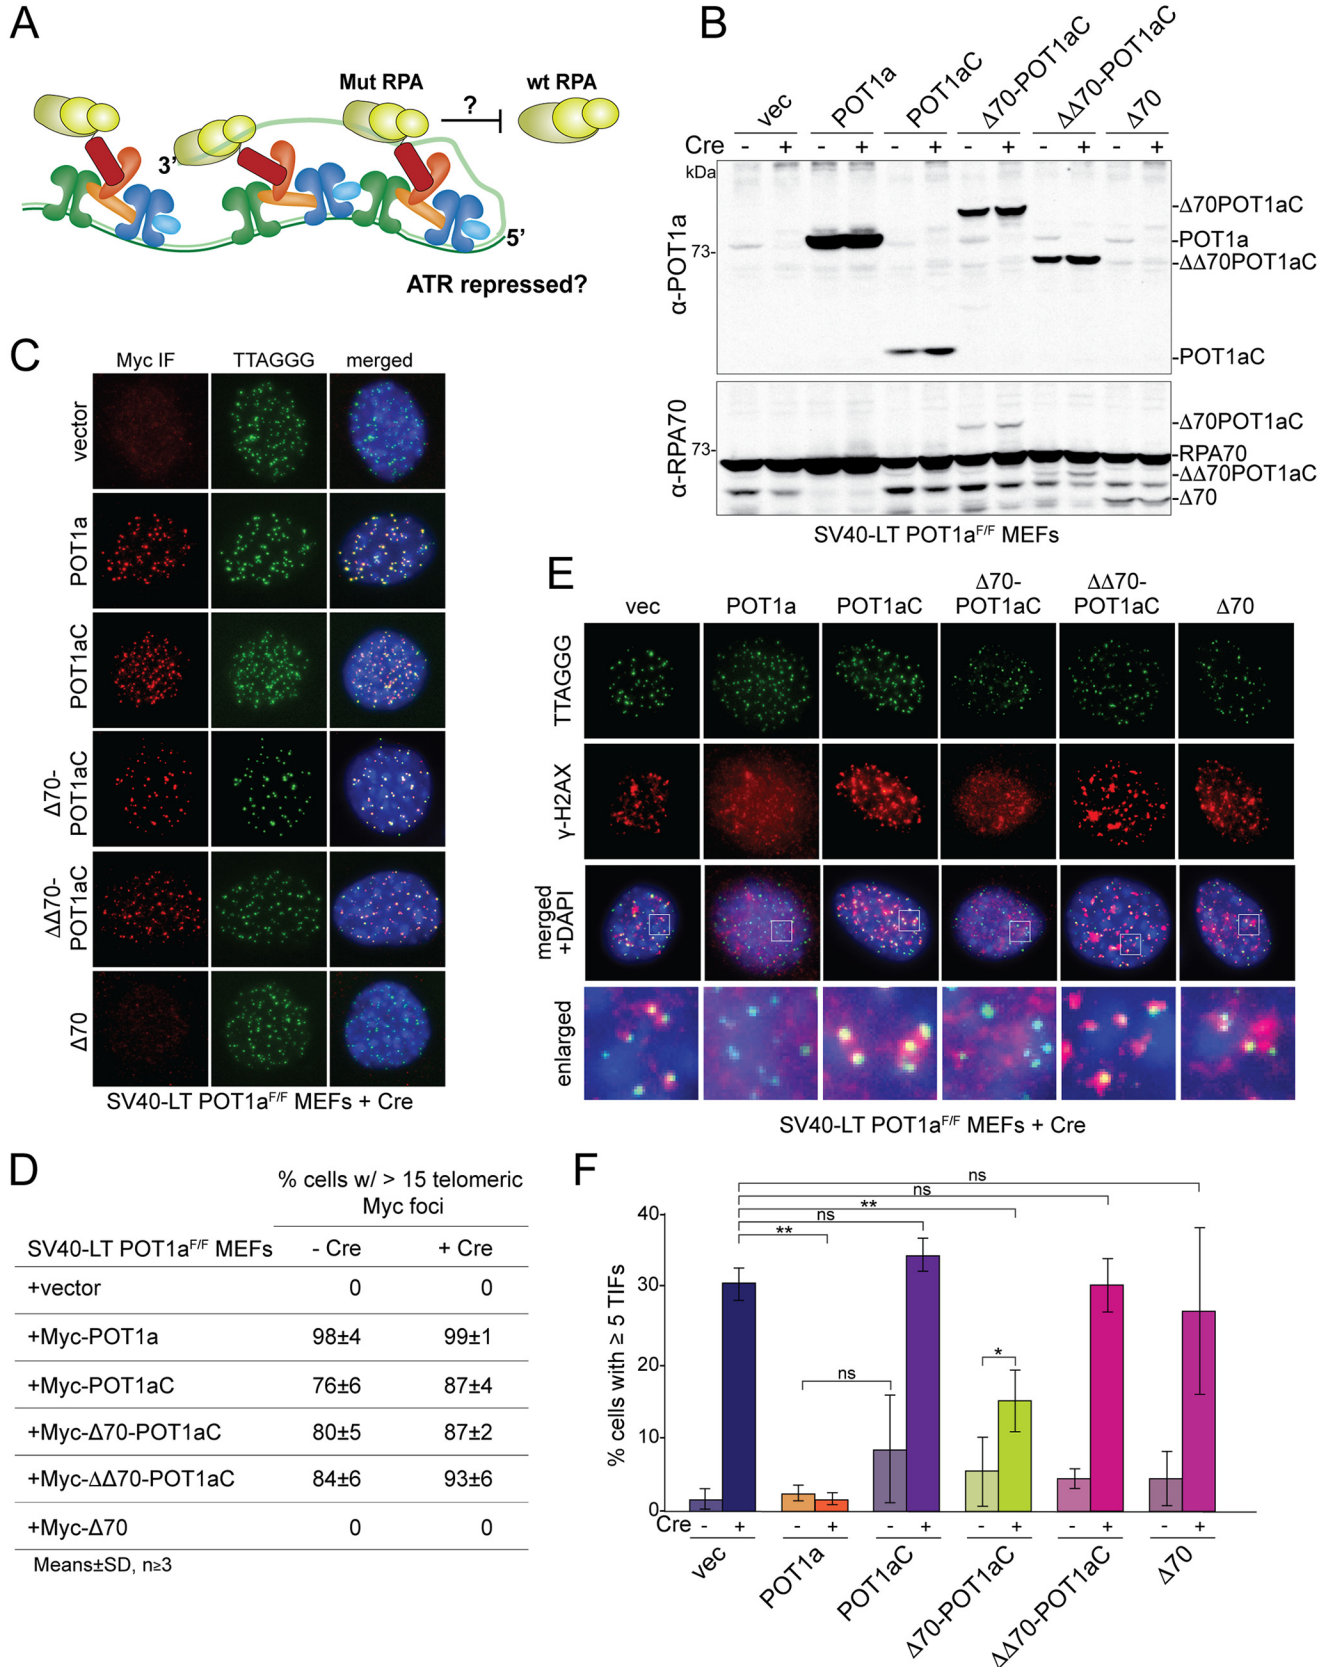 A
Mut RPA
wt RPA
?
3'
5'
ATR repressed?
B
vec
POT1a
POT1aC
Δ70-POT1aC
ΔΔ70-POT1aC
Δ70
Cre - + - + - + - + - + - +
kDa
α-POT1a
73-
-Δ70POT1aC
-POT1a
-ΔΔ70POT1aC
-POT1aC
α-RPA70
73-
-Δ70POT1aC
-RPA70
-ΔΔ70POT1aC
-Δ70
SV40-LT POT1aF/F MEFs
C
Myc IF TTAGGG merged
vector
POT1a
POT1aC
Δ70-
POT1aC
ΔΔ70-
POT1aC
Δ70
SV40-LT POT1aF/F MEFs + Cre
D
% cells w/ > 15 telomeric
Myc foci
SV40-LT POT1aF/F MEFs - Cre + Cre
+vector 0 0
+Myc-POT1a 98±4 99±1
+Myc-POT1aC 76±6 87±4
+Myc-Δ70-POT1aC 80±5 87±2
+Myc-ΔΔ70-POT1aC 84±6 93±6
+Myc-Δ70 0 0
Means±SD, n≥3
E
vec
POT1a
POT1aC
Δ70-
POT1aC
ΔΔ70-
POT1aC
Δ70
TTAGGG
γ-H2AX
merged
+DAPI
enlarged
SV40-LT POT1aF/F MEFs + Cre
F
ns
ns
**
ns
**
ns
*
% cells with ≥ 5 TIFs
40
30
20
10
0
Cre - + - + - + - + - + - +
vec
POT1a
POT1aC
Δ70-POT1aC
ΔΔ70-POT1aC
Δ70